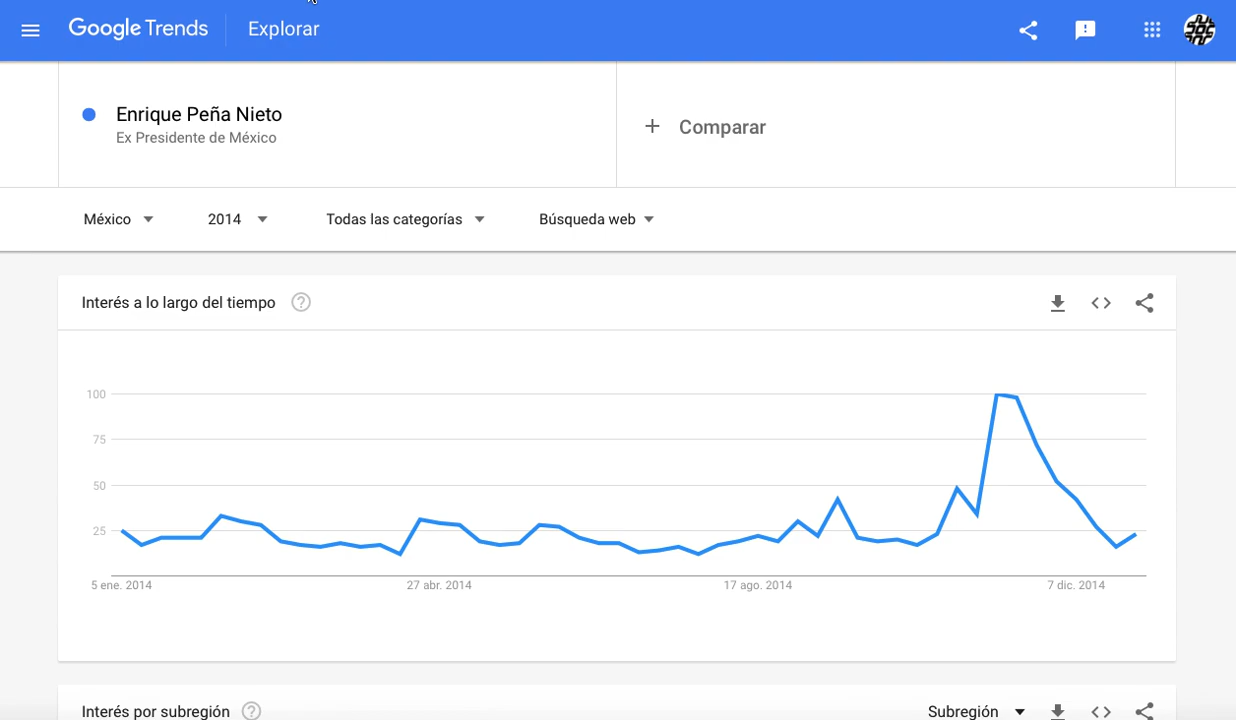 Google Trends Explorar
Enrique Peña Nieto
Ex Presidente de México
+ Comparar
México 2014 Todas las categorías Búsqueda web
Interés a lo largo del tiempo ?
100
75
50
25
5 ene. 2014 27 abr. 2014 17 ago. 2014 7 dic. 2014
Interés por subregión ? Subregión